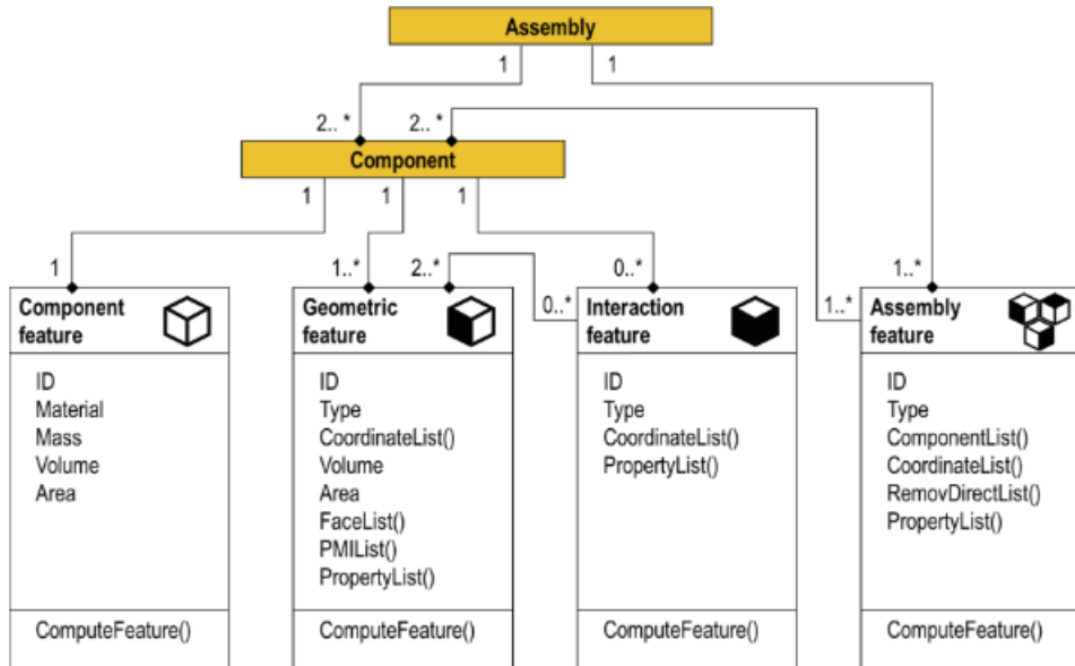 Assembly
1
1
2.. *
2.. *
Component
1
1
1
1
1..*
2..*
0..*
1..*
Component
feature
Geometric
feature
0..*
Interaction
feature
1..*
Assembly
feature
ID
Material
Mass
Volume
Area
ComputeFeature()
ID
Type
CoordinateList()
Volume
Area
FaceList()
PMIList()
PropertyList()
ComputeFeature()
ID
Type
CoordinateList()
PropertyList()
ComputeFeature()
ID
Type
ComponentList()
CoordinateList()
RemovDirectList()
PropertyList()
ComputeFeature()